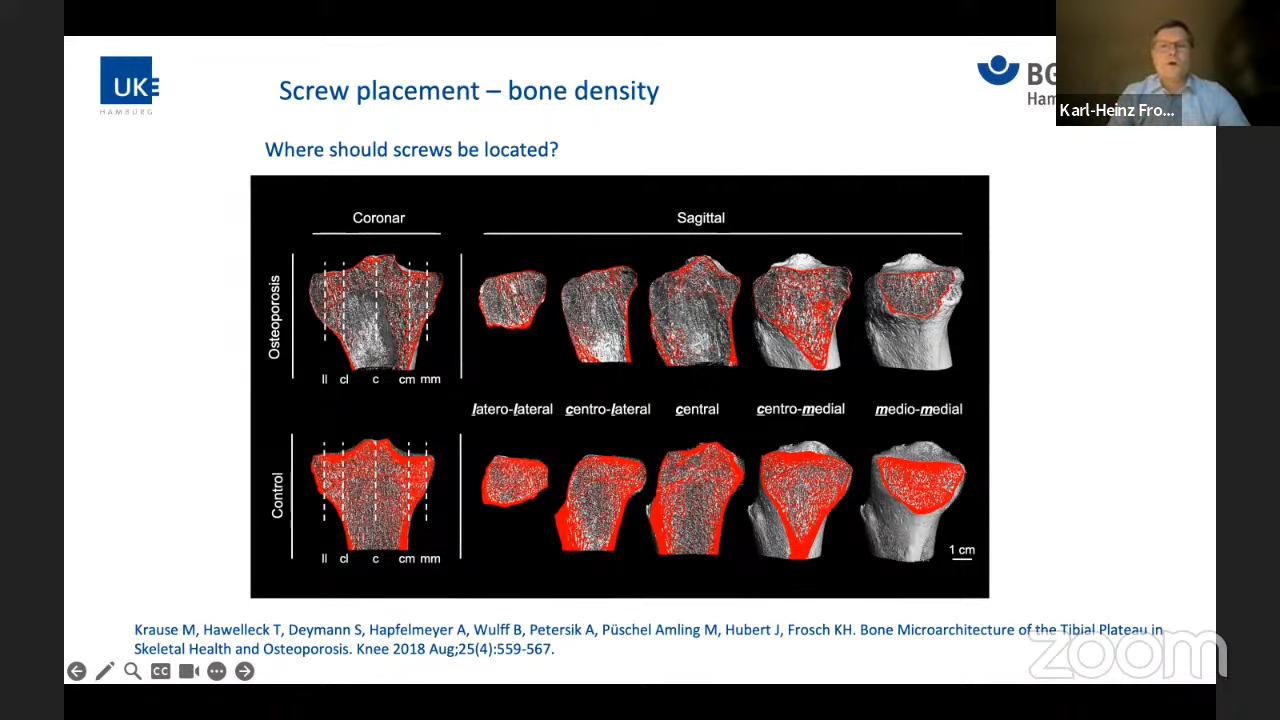 UKE
HAMBURG
Screw placement – bone density
BG
Ham
Karl-Heinz Fro...
Where should screws be located?
Coronar
Sagittal
Osteoporosis
ll cl c cm mm
latero-lateral centro-lateral central centro-medial medio-medial
Control
ll cl c cm mm
1 cm
Krause M, Hawelleck T, Deymann S, Hapfelmeyer A, Wulff B, Petersik A, Püschel Amling M, Hubert J, Frosch KH. Bone Microarchitecture of the Tibial Plateau in
Skeletal Health and Osteoporosis. Knee 2018 Aug;25(4):559-567.
CC
zoom